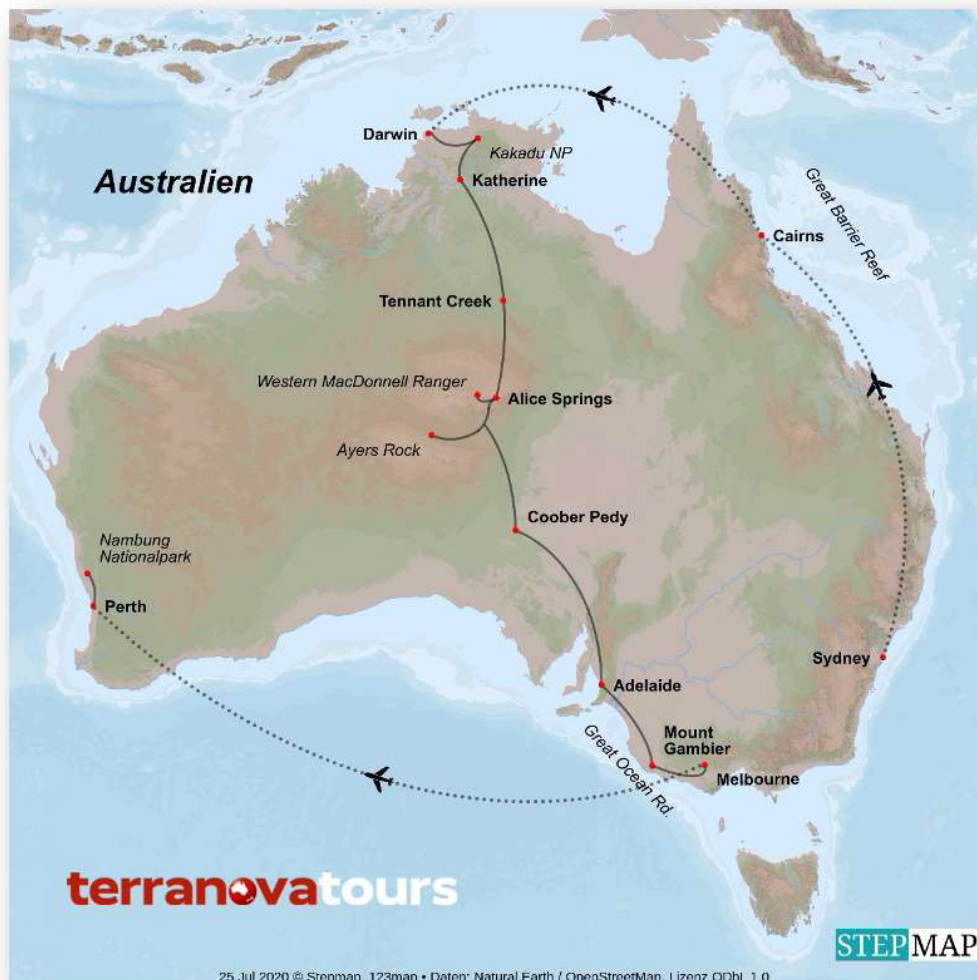 Darwin
Kakadu NP
Australien
Katherine
Great Barrier Reef
Cairns
Tennant Creek
Western MacDonnell Ranger
Alice Springs
Ayers Rock
Coober Pedy
Nambung
Nationalpark
Perth
Sydney
Adelaide
Mount
Gambier
Great Ocean Rd.
Melbourne
terranovatours
STEPMAP
25 Jul 2020 © Stepmap, 123map • Daten: Natural Earth / OpenStreetMap, Lizenz ODbL 1.0